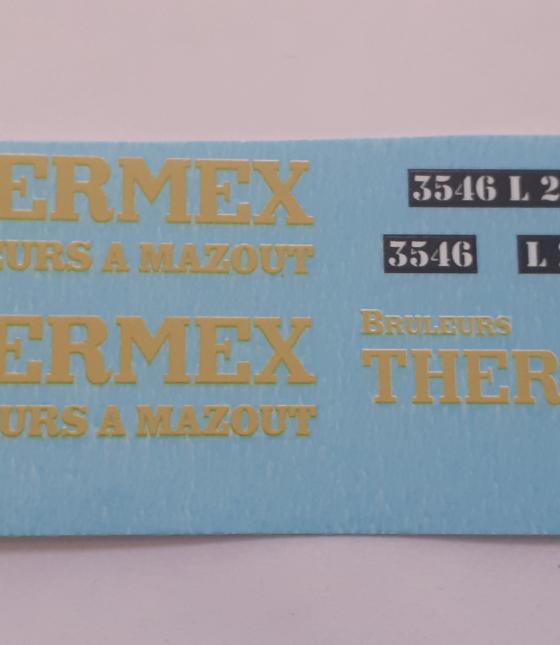 ERMEX
EURS A MAZOUT
3546 L 2
3546 L
ERMEX
EURS A MAZOUT
BRULEURS
THER